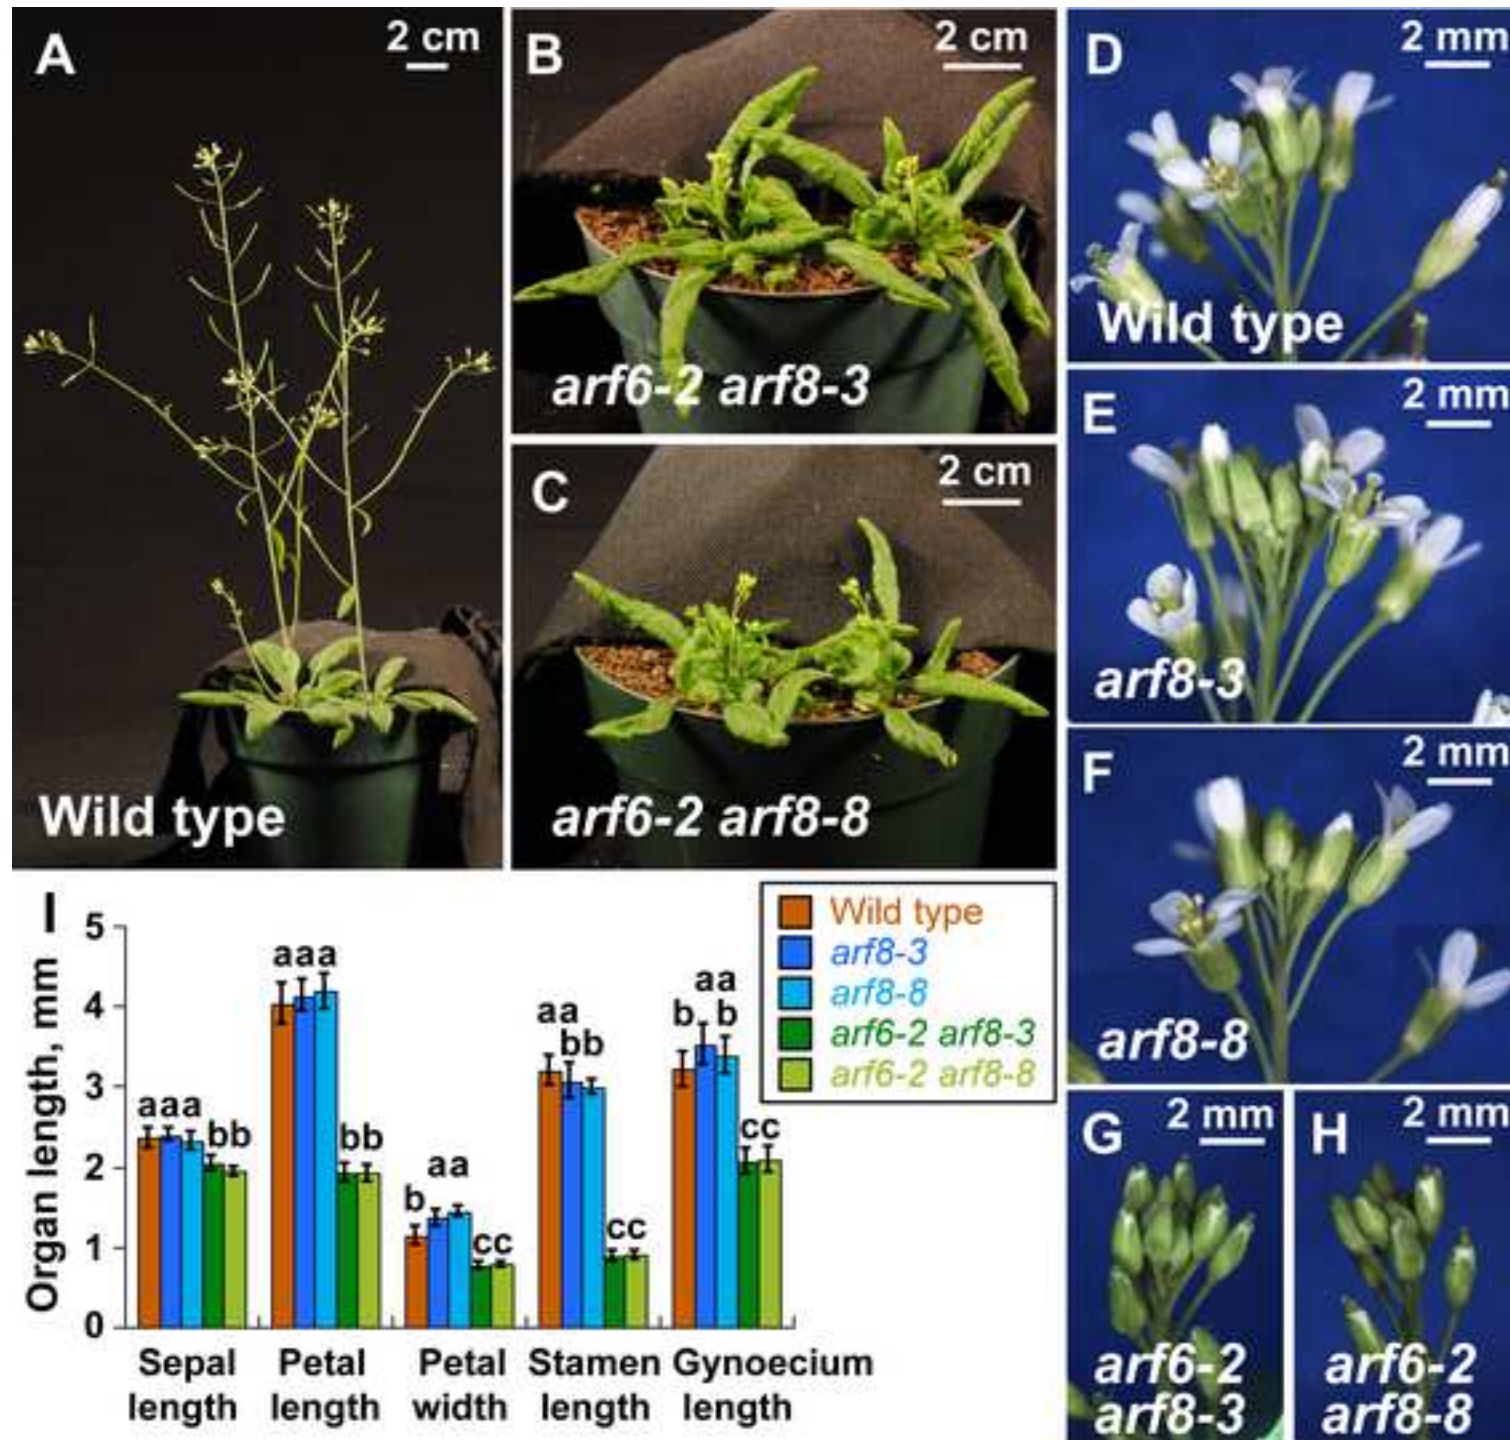 A
2 cm
Wild type
B
2 cm
arf6-2 arf8-3
C
2 cm
arf6-2 arf8-8
D
2 mm
Wild type
E
2 mm
arf8-3
F
2 mm
arf8-8
G
2 mm
arf6-2
arf8-3
H
2 mm
arf6-2
arf8-8
I
Organ length, mm
5
4
3
2
1
0
aaa
bb
aaa
bb
aa
b
cc
aa
bb
cc
aa
b b
cc
Sepal
length
Petal
length
Petal
width
Stamen
length
Gynoecium
length
Wild type
arf8-3
arf8-8
arf6-2 arf8-3
arf6-2 arf8-8